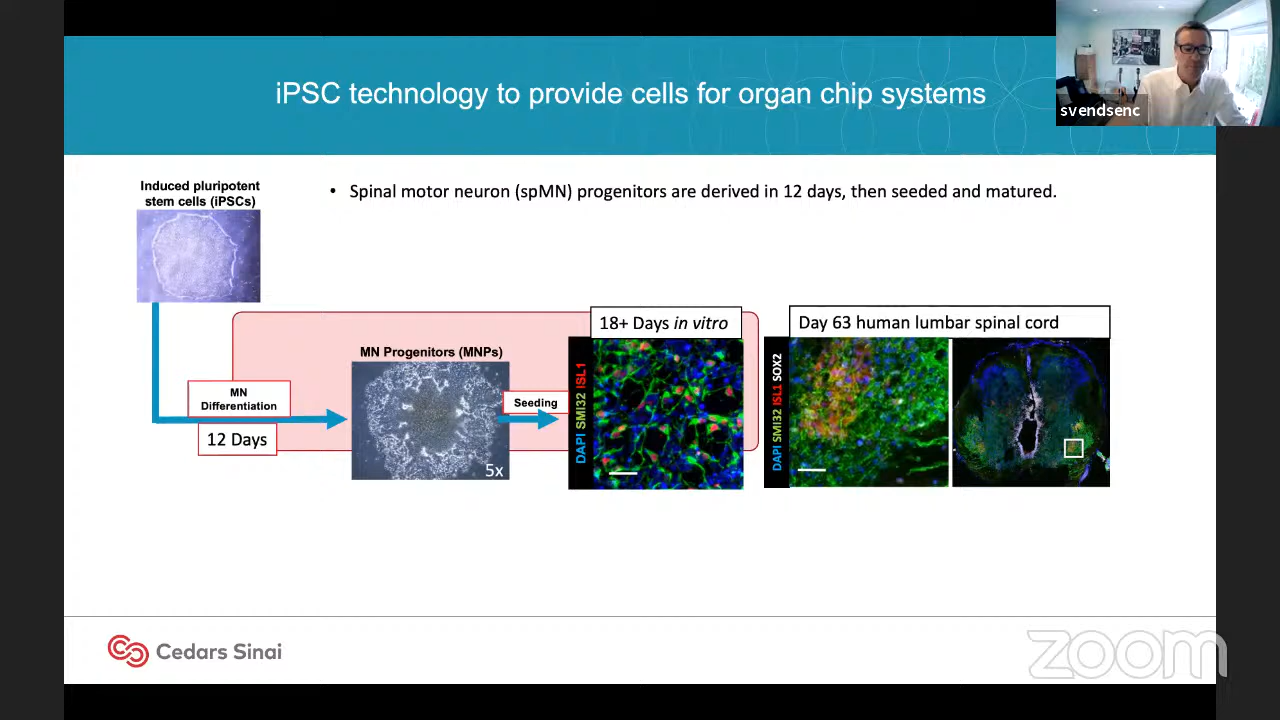 iPSC technology to provide cells for organ chip systems
svendsenc
Induced pluripotent
stem cells (iPSCs)
• Spinal motor neuron (spMN) progenitors are derived in 12 days, then seeded and matured.
18+ Days in vitro
Day 63 human lumbar spinal cord
MN Progenitors (MNPs)
MN
Differentiation
12 Days
5x
Seeding
DAPI SMI32 ISL1
DAPI SMI32 ISL1 SOX2
Cedars Sinai
zoom